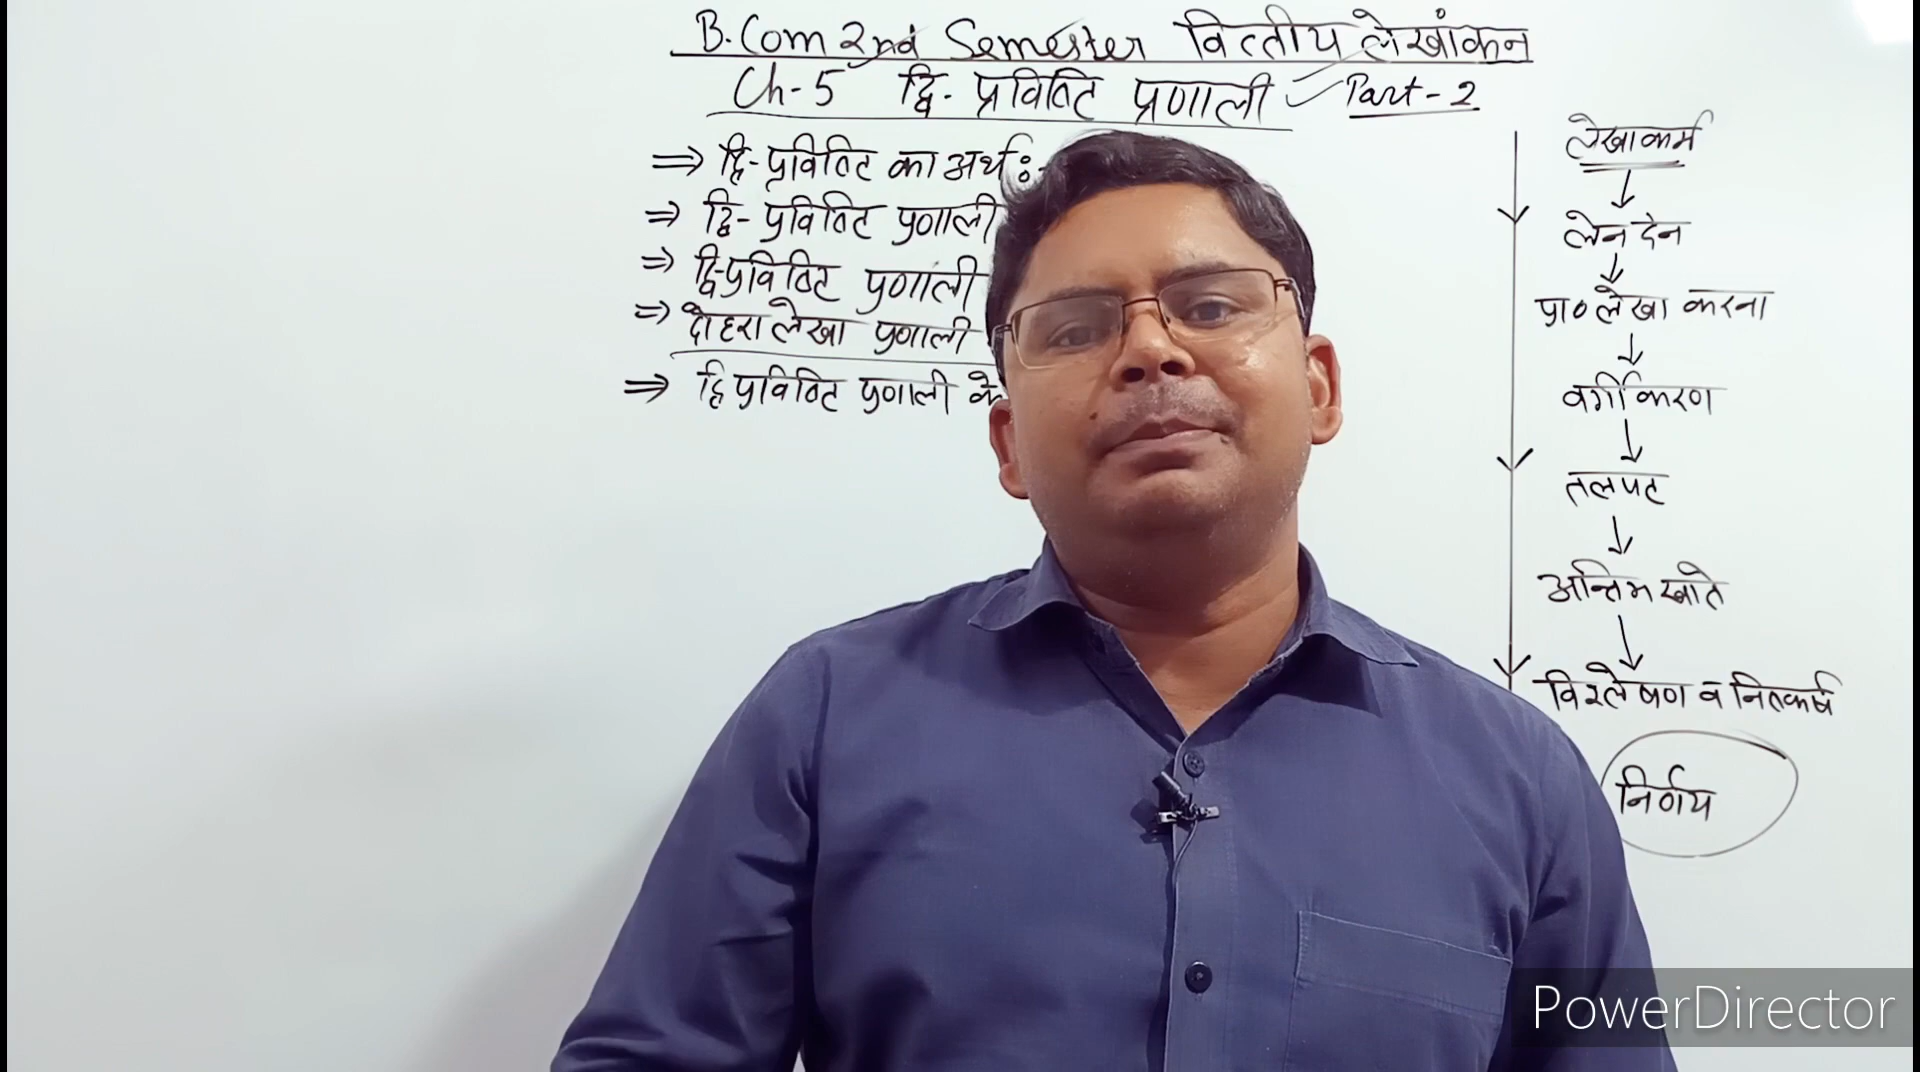 B.Com 2nd Semester वित्तीय लेखांकन
Ch-5 द्वि-प्रविष्टि प्रणाली Part-2
⇒ द्वि-प्रविष्टि का अर्थ:-
⇒ द्वि-प्रविष्टि प्रणाली
⇒ द्विप्रविष्टि प्रणाली
⇒ दोहरा लेखा प्रणाली
⇒ द्वि प्रविष्टि प्रणाली के
लेखाकर्म
↓
लेन देन
↓
प्रा० लेखा करना
↓
वर्गीकरण
↓
तलपट
↓
अन्तिम खाते
↓
विश्लेषण व निष्कर्ष
निर्णय
PowerDirector